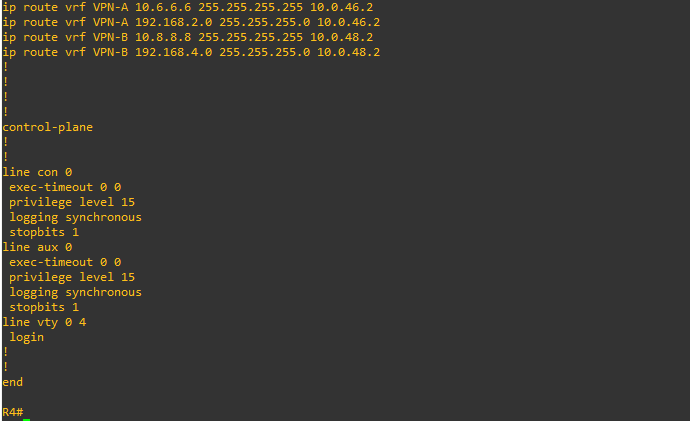 ip route vrf VPN-A 10.6.6.6 255.255.255.255 10.0.46.2
ip route vrf VPN-A 192.168.2.0 255.255.255.0 10.0.46.2
ip route vrf VPN-B 10.8.8.8 255.255.255.255 10.0.48.2
ip route vrf VPN-B 192.168.4.0 255.255.255.0 10.0.48.2
!
!
!
!
control-plane
!
!
line con 0
 exec-timeout 0 0
 privilege level 15
 logging synchronous
 stopbits 1
line aux 0
 exec-timeout 0 0
 privilege level 15
 logging synchronous
 stopbits 1
line vty 0 4
 login
!
!
end

R4#